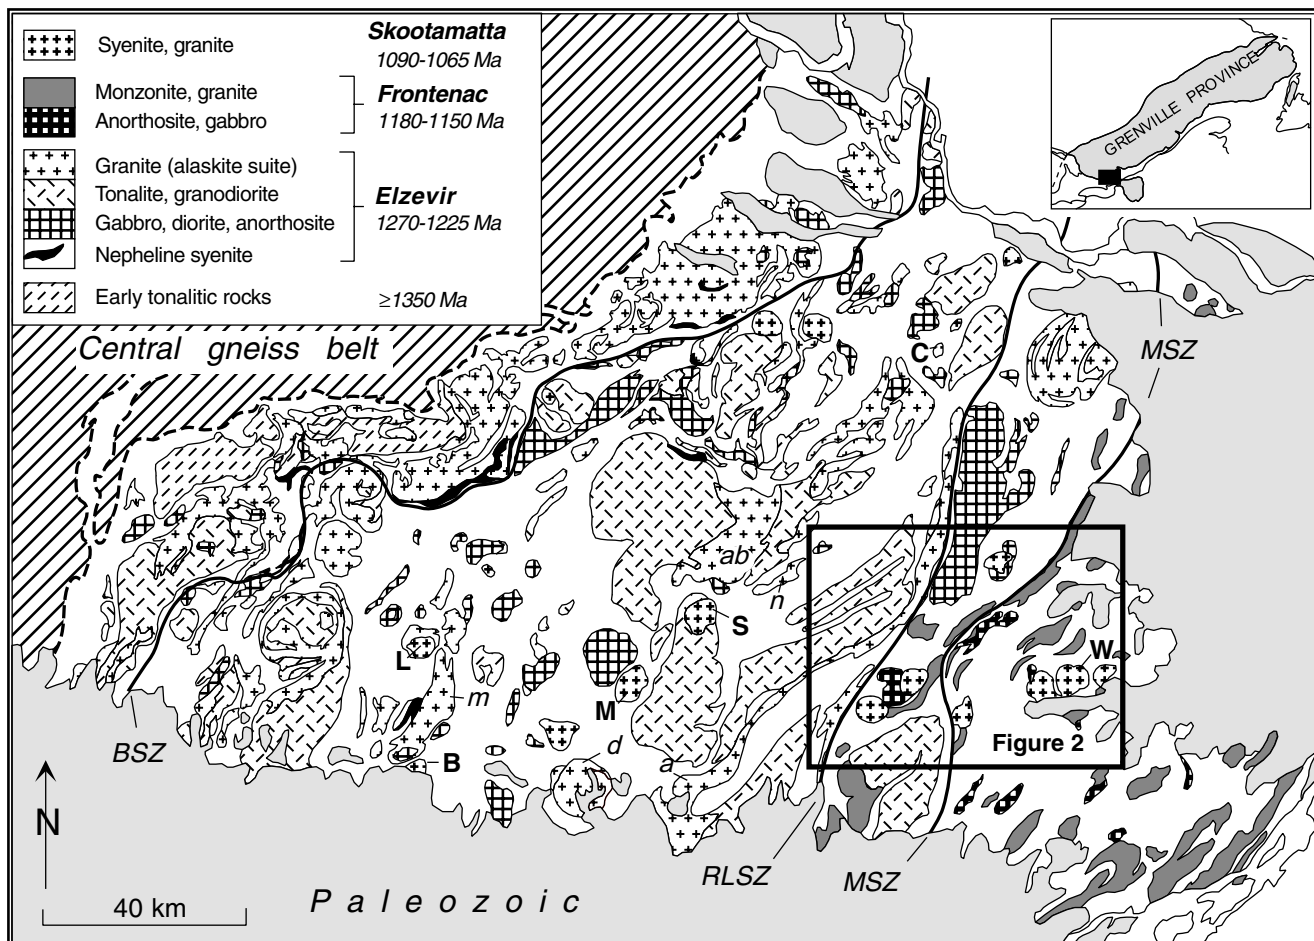 Syenite, granite
Skootamatta
1090-1065 Ma
Monzonite, granite
Anorthosite, gabbro
Frontenac
1180-1150 Ma
Granite (alaskite suite)
Tonalite, granodiorite
Gabbro, diorite, anorthosite
Nepheline syenite
Elzevir
1270-1225 Ma
Early tonalitic rocks
≥1350 Ma
GRENVILLE PROVINCE
Central gneiss belt
MSZ
C
ab
n
S
W
L
m
M
Figure 2
BSZ
B
d
a
N
RLSZ
MSZ
40 km
Paleozoic